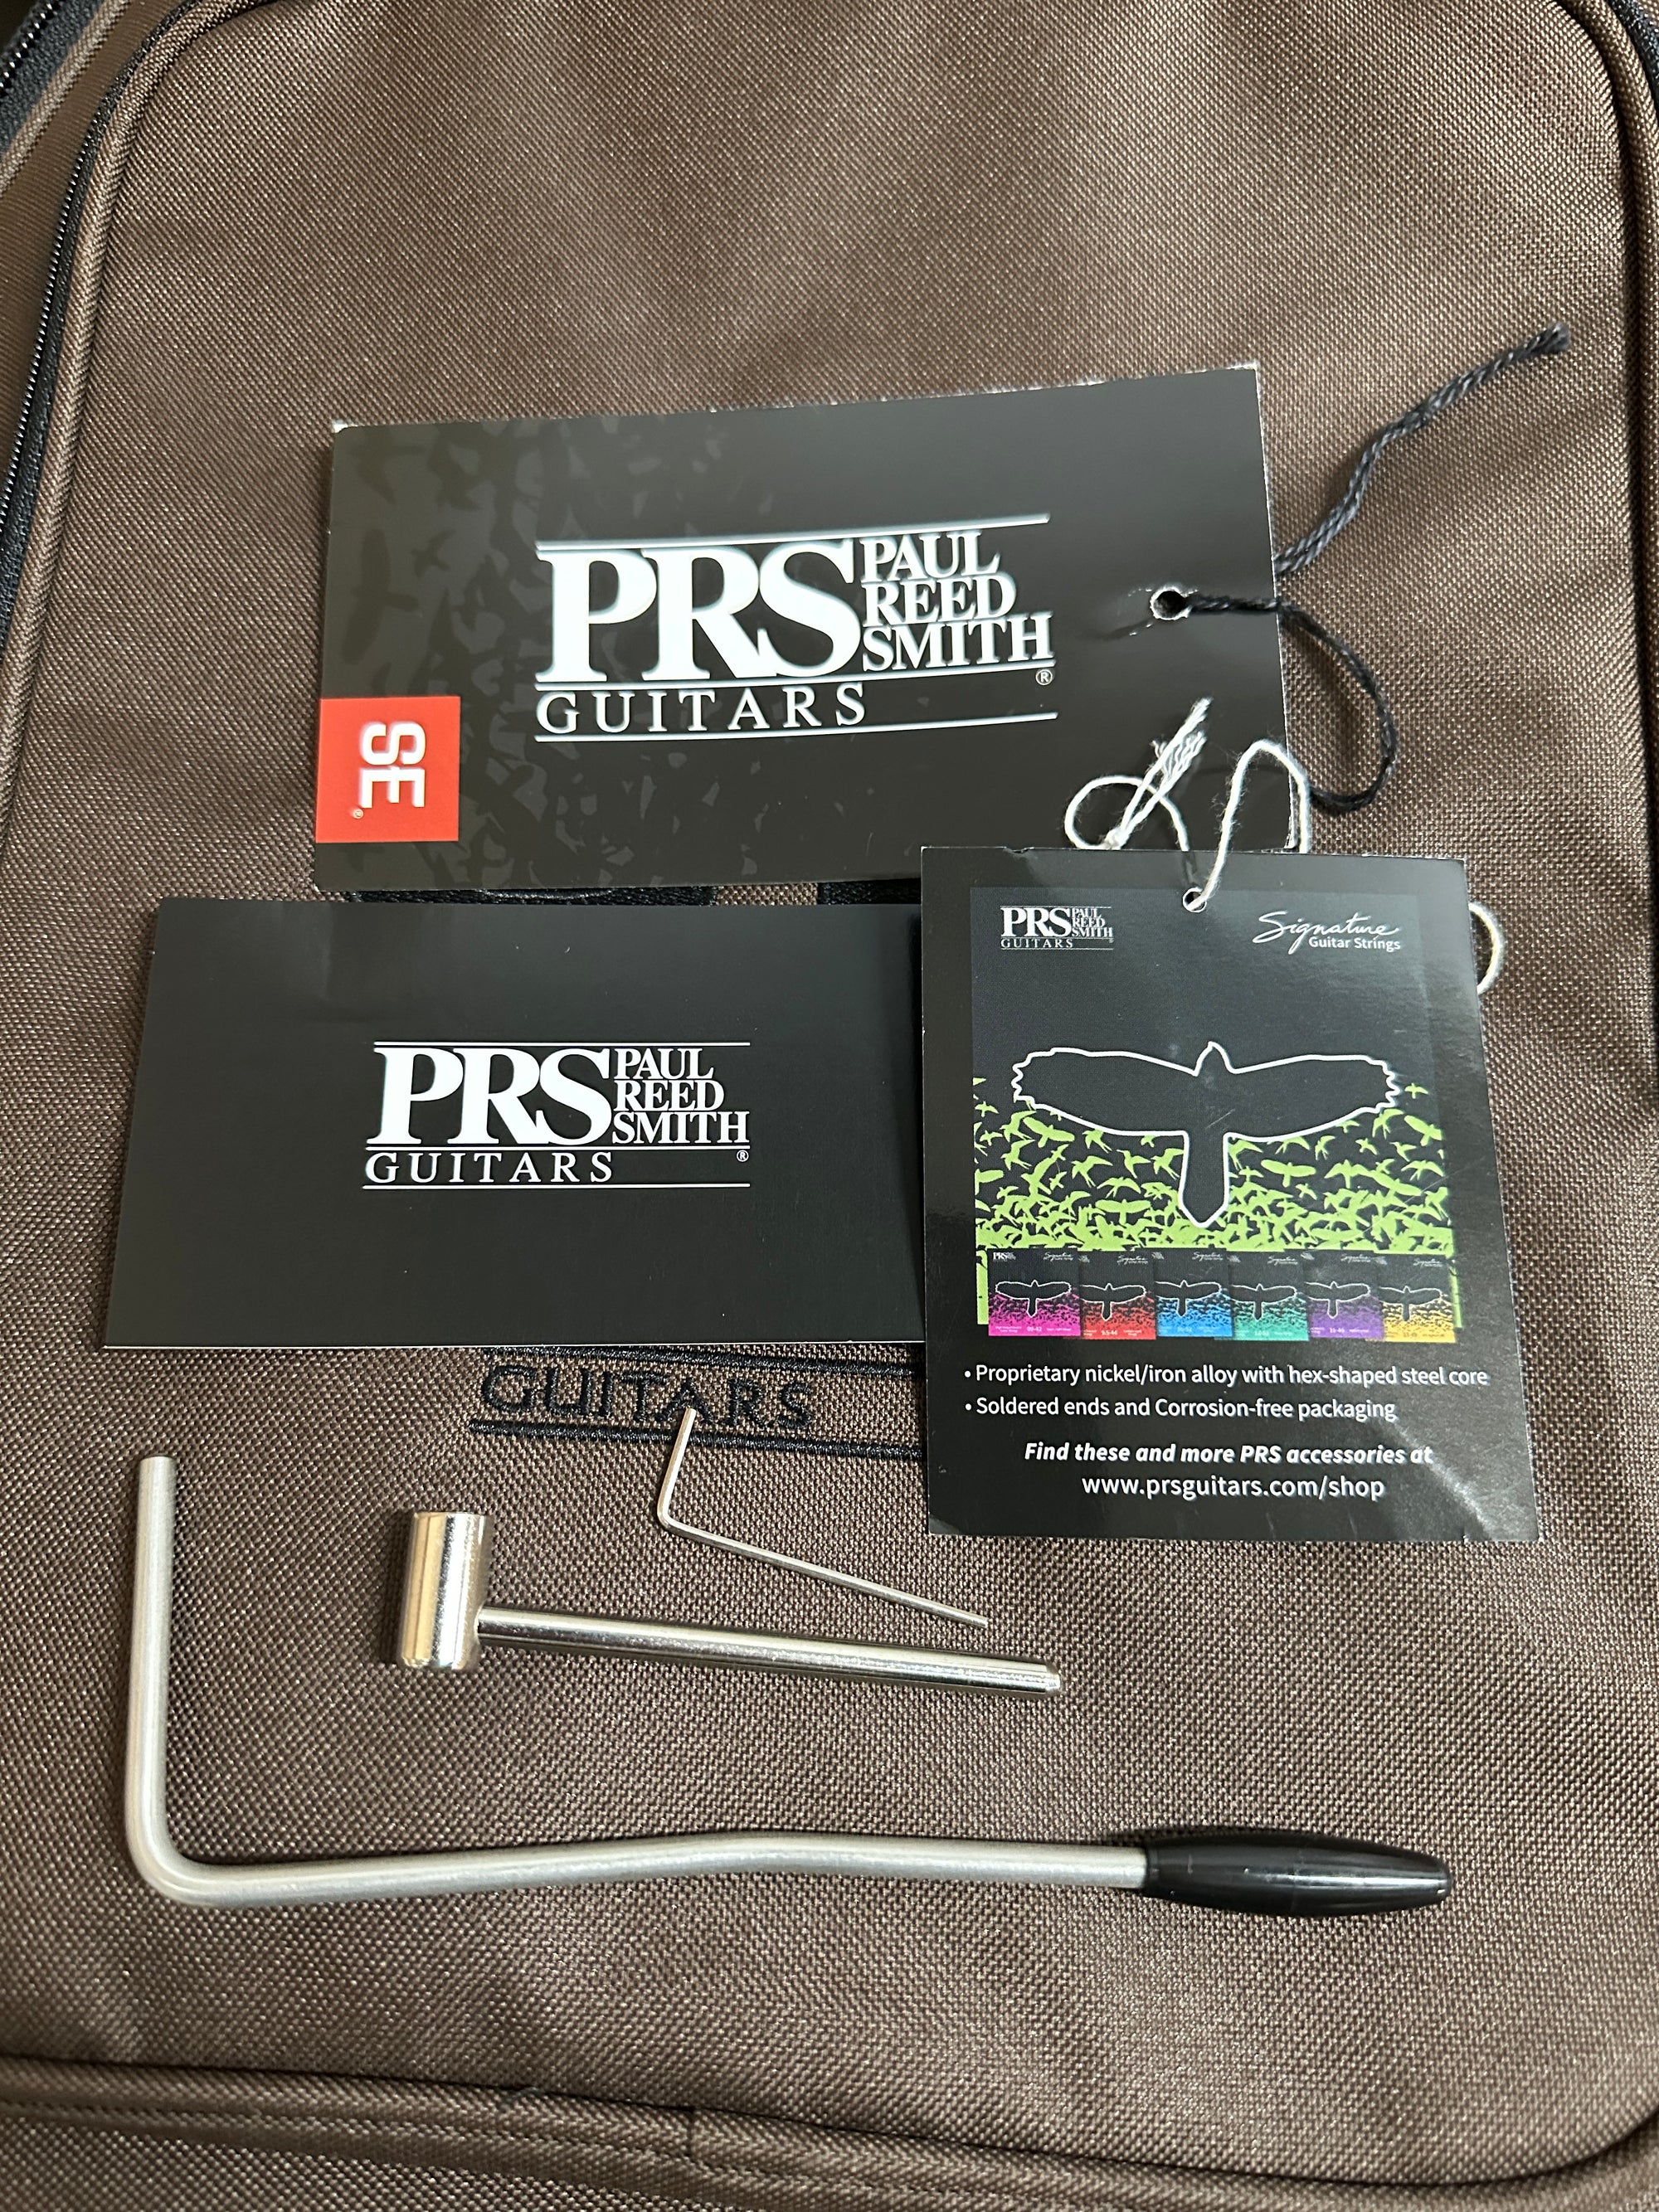 PRS PAUL
REED
SMITH
®
GUITARS
SE®
PRS PAUL
REED
SMITH
®
GUITARS
PRS PAUL
REED
SMITH
GUITARS
Signature
Guitar Strings
• Proprietary nickel/iron alloy with hex-shaped steel core
• Soldered ends and Corrosion-free packaging
Find these and more PRS accessories at
www.prsguitars.com/shop
GUITARS